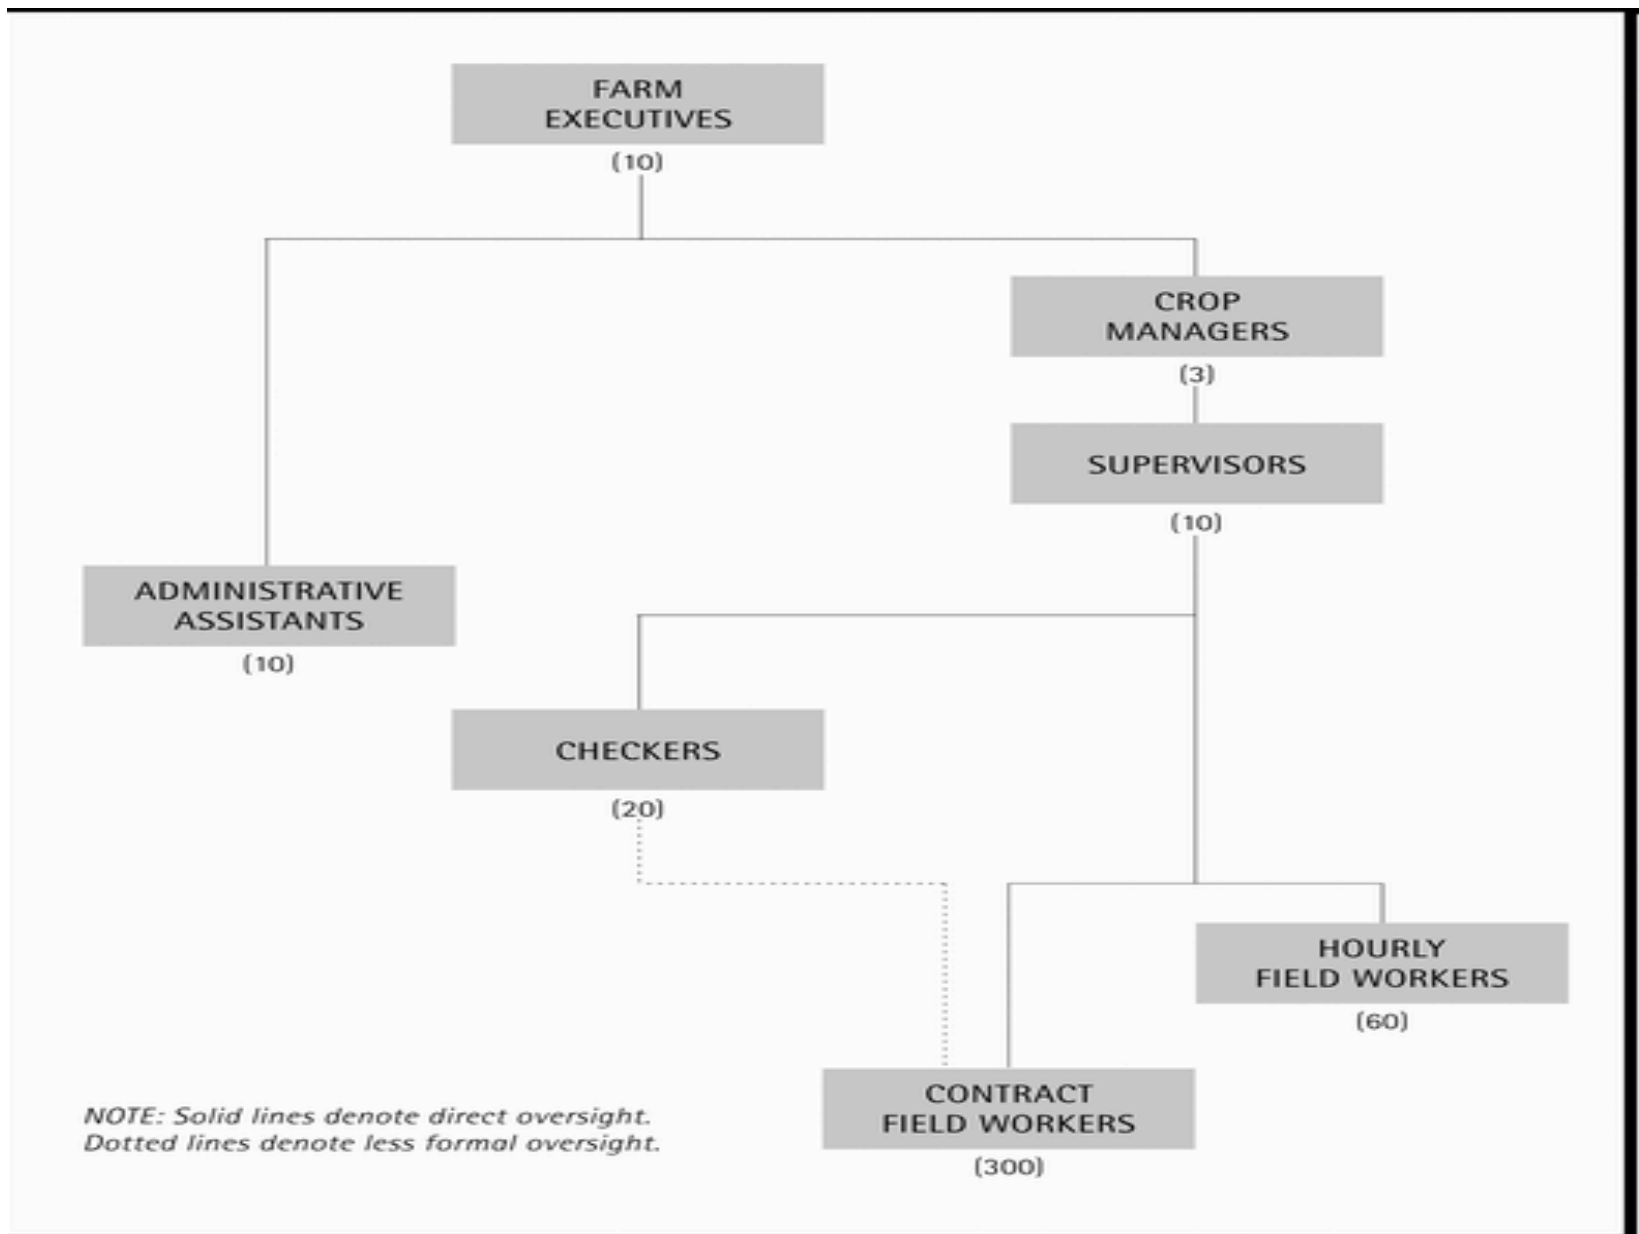 FARM
EXECUTIVES
(10)
CROP
MANAGERS
(3)
SUPERVISORS
(10)
ADMINISTRATIVE
ASSISTANTS
(10)
CHECKERS
(20)
HOURLY
FIELD WORKERS
(60)
CONTRACT
FIELD WORKERS
(300)
NOTE: Solid lines denote direct oversight.
Dotted lines denote less formal oversight.